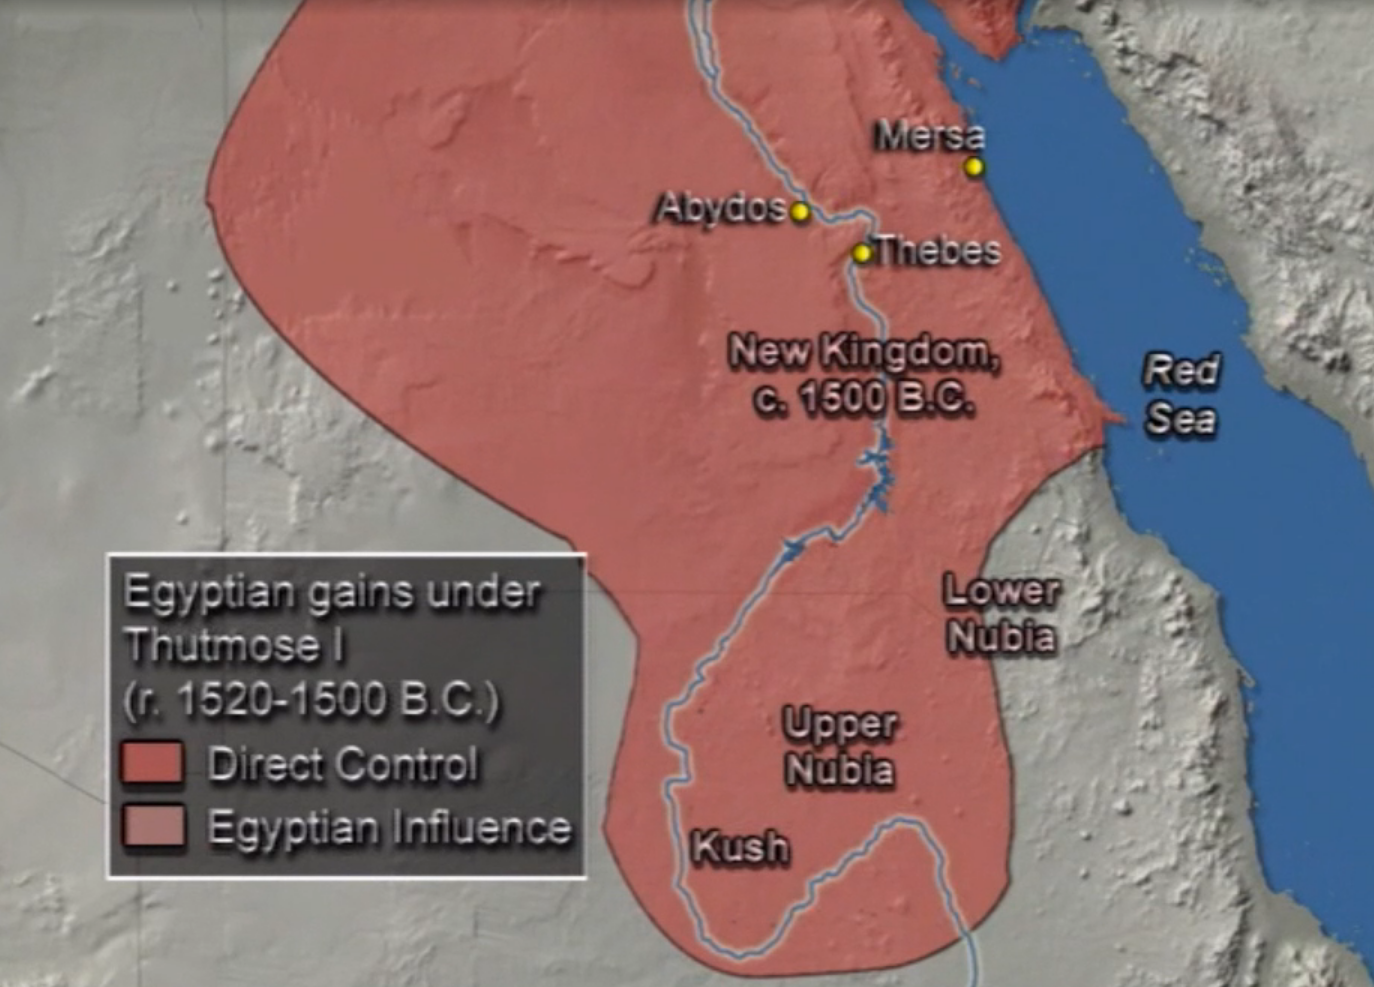 Mersa
Abydos
Thebes
New Kingdom,
c. 1500 B.C.
Red
Sea
Lower
Nubia
Upper
Nubia
Kush
Egyptian gains under
Thutmose I
(r. 1520-1500 B.C.)
Direct Control
Egyptian Influence